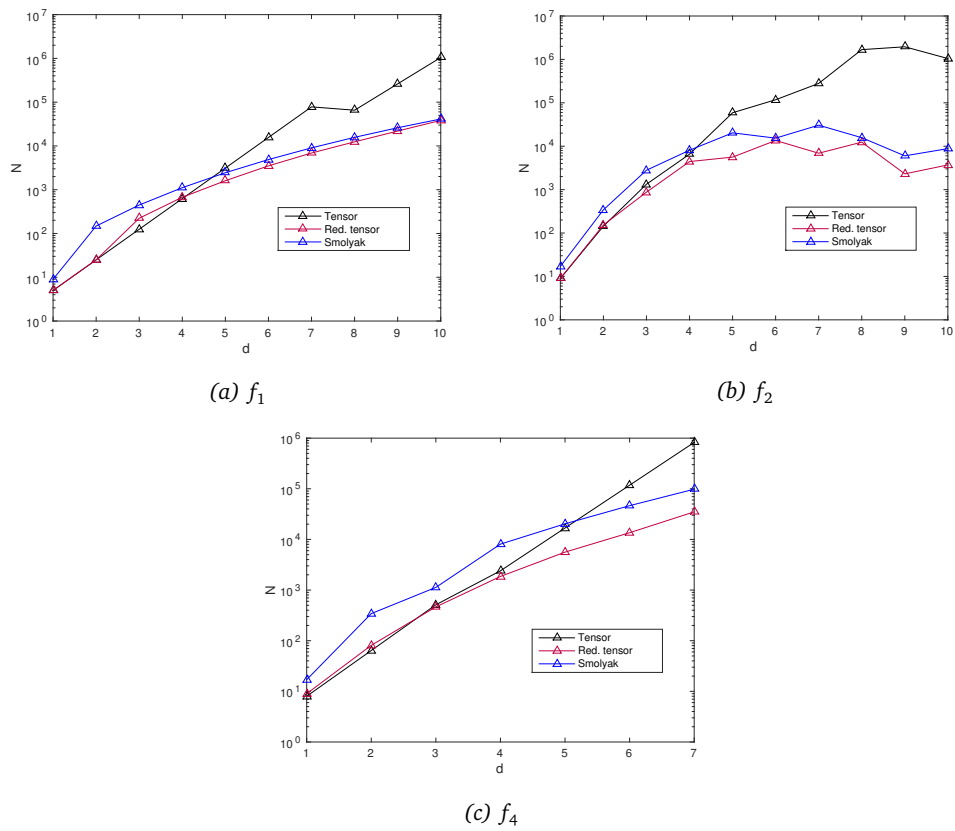 10^7
10^6
10^5
10^4
10^3
10^2
10^1
10^0
N
1 2 3 4 5 6 7 8 9 10
d
Tensor
Red. tensor
Smolyak
(a) f_1
10^7
10^6
10^5
10^4
10^3
10^2
10^1
10^0
N
1 2 3 4 5 6 7 8 9 10
d
Tensor
Red. tensor
Smolyak
(b) f_2
10^6
10^5
10^4
10^3
10^2
10^1
10^0
N
1 2 3 4 5 6 7
d
Tensor
Red. tensor
Smolyak
(c) f_4